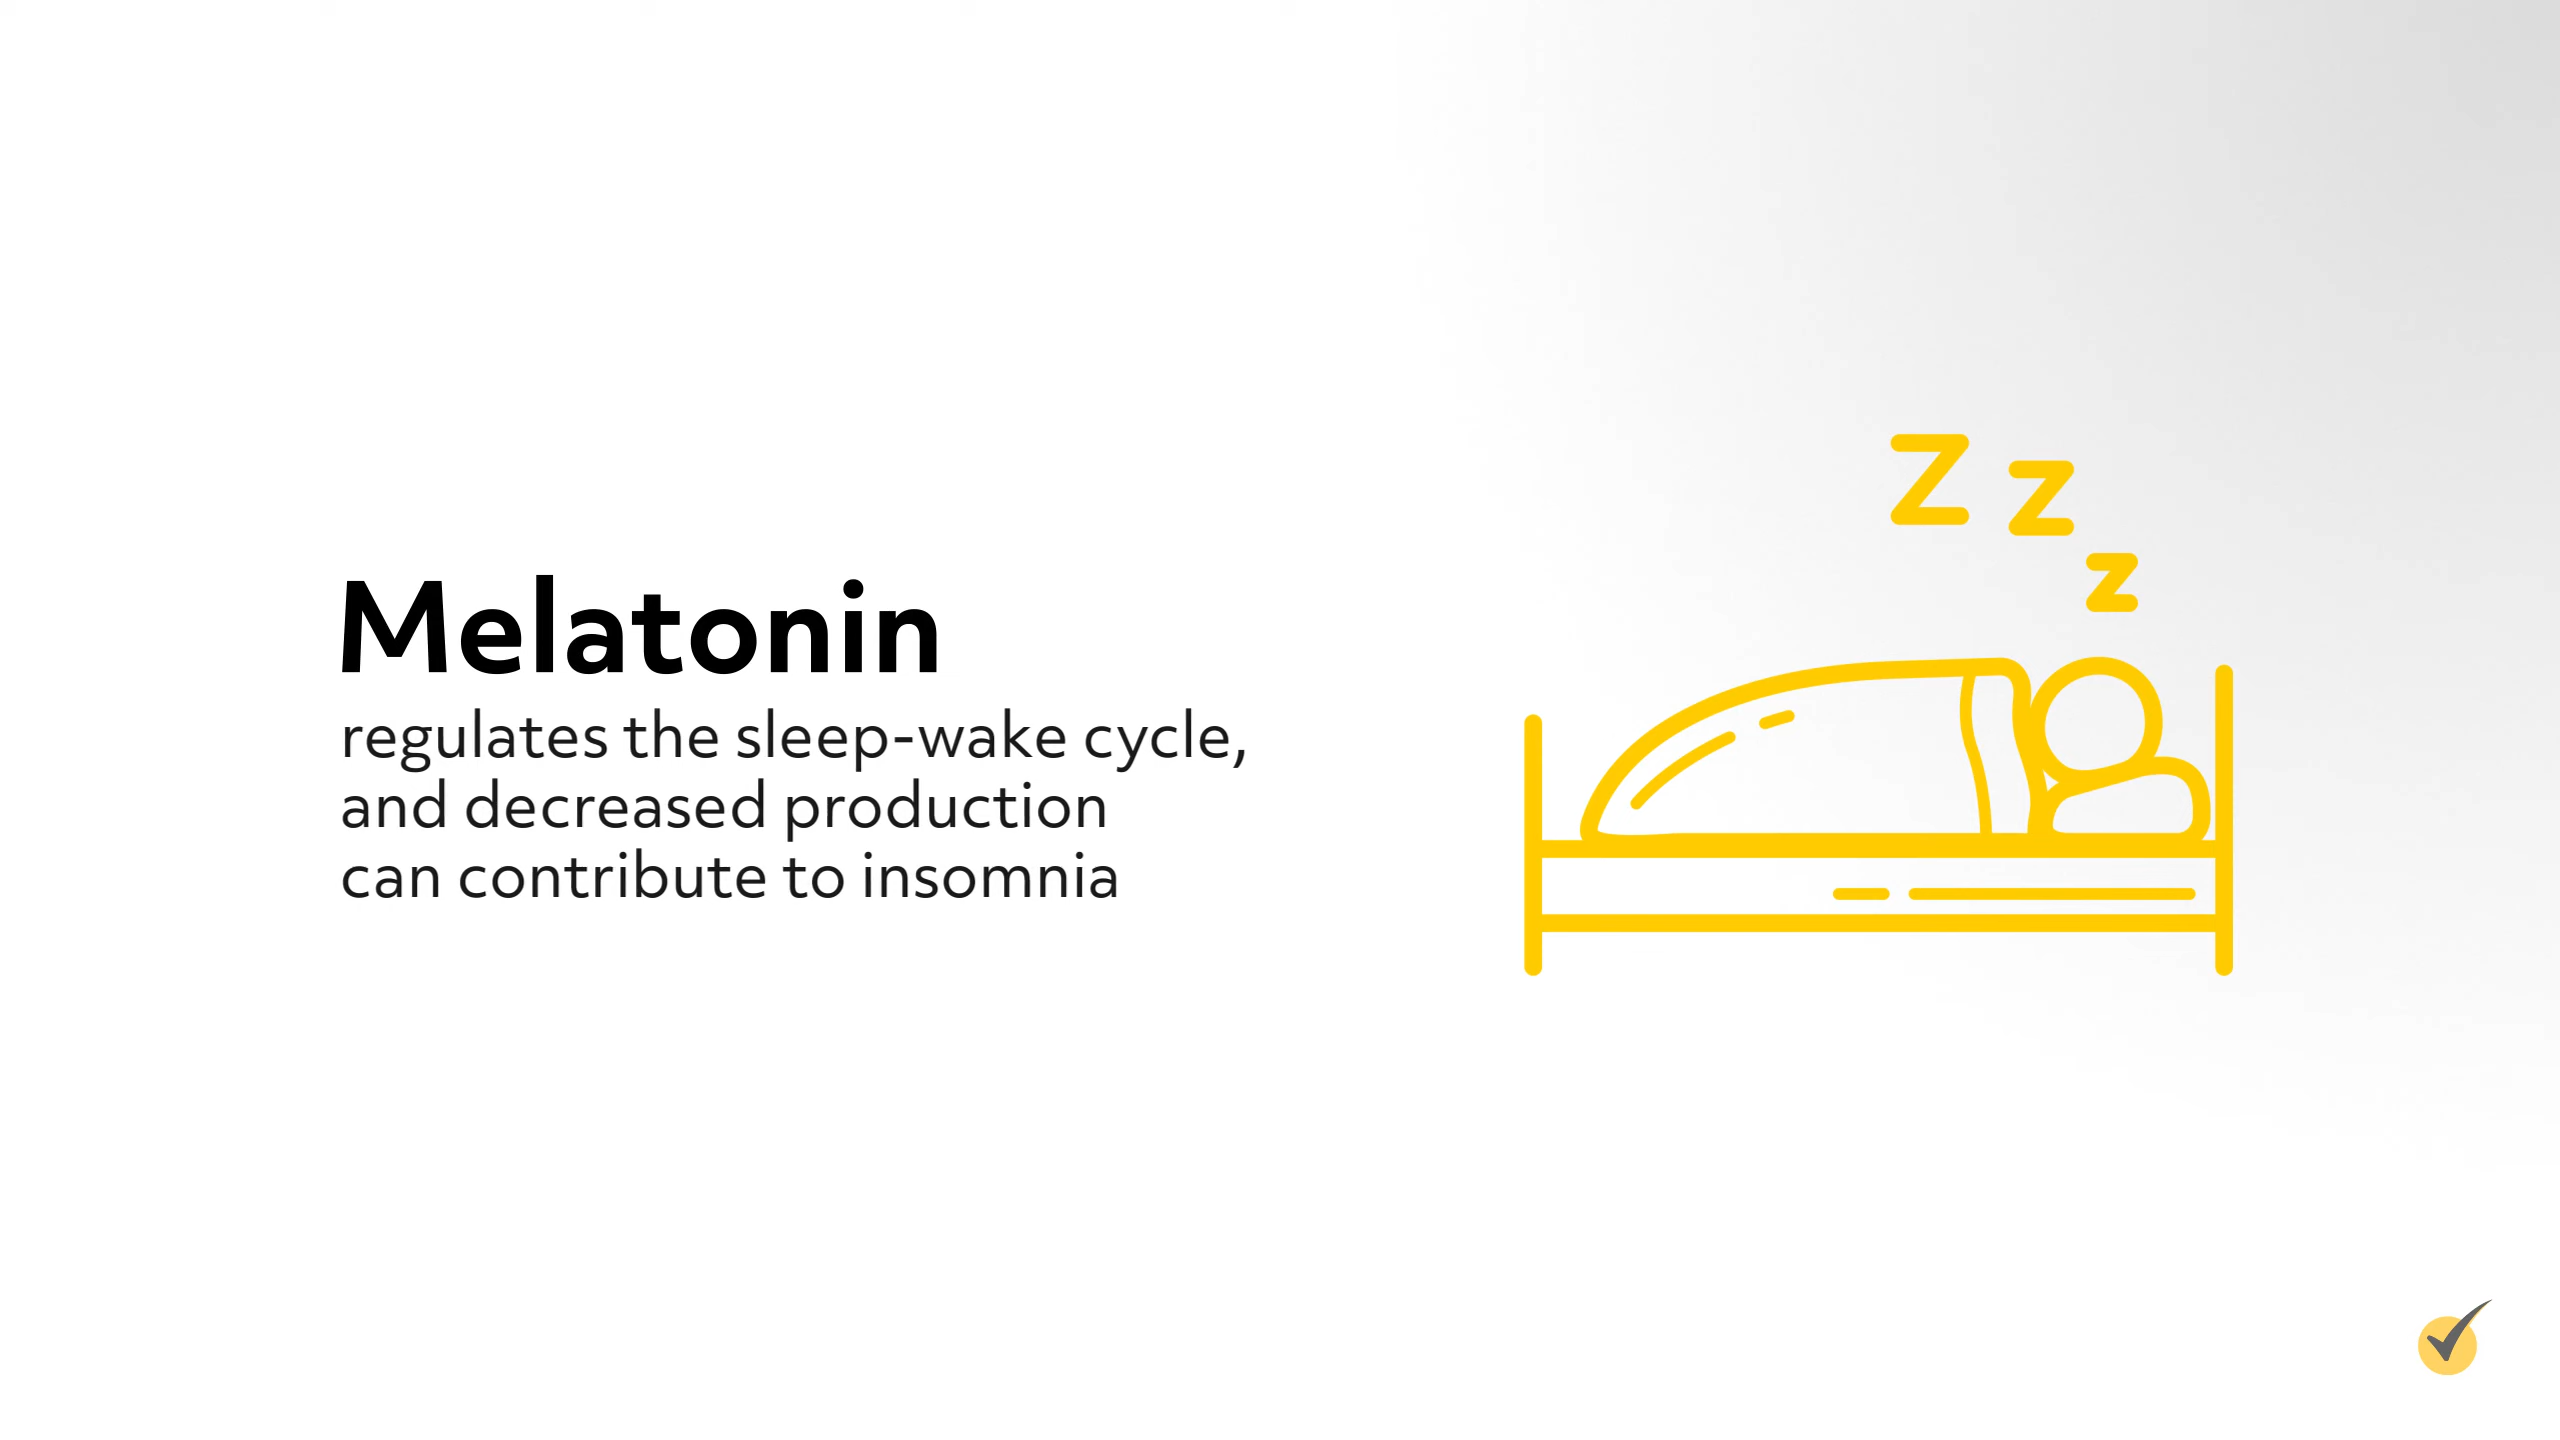 Melatonin
regulates the sleep-wake cycle,
and decreased production
can contribute to insomnia
Z z z